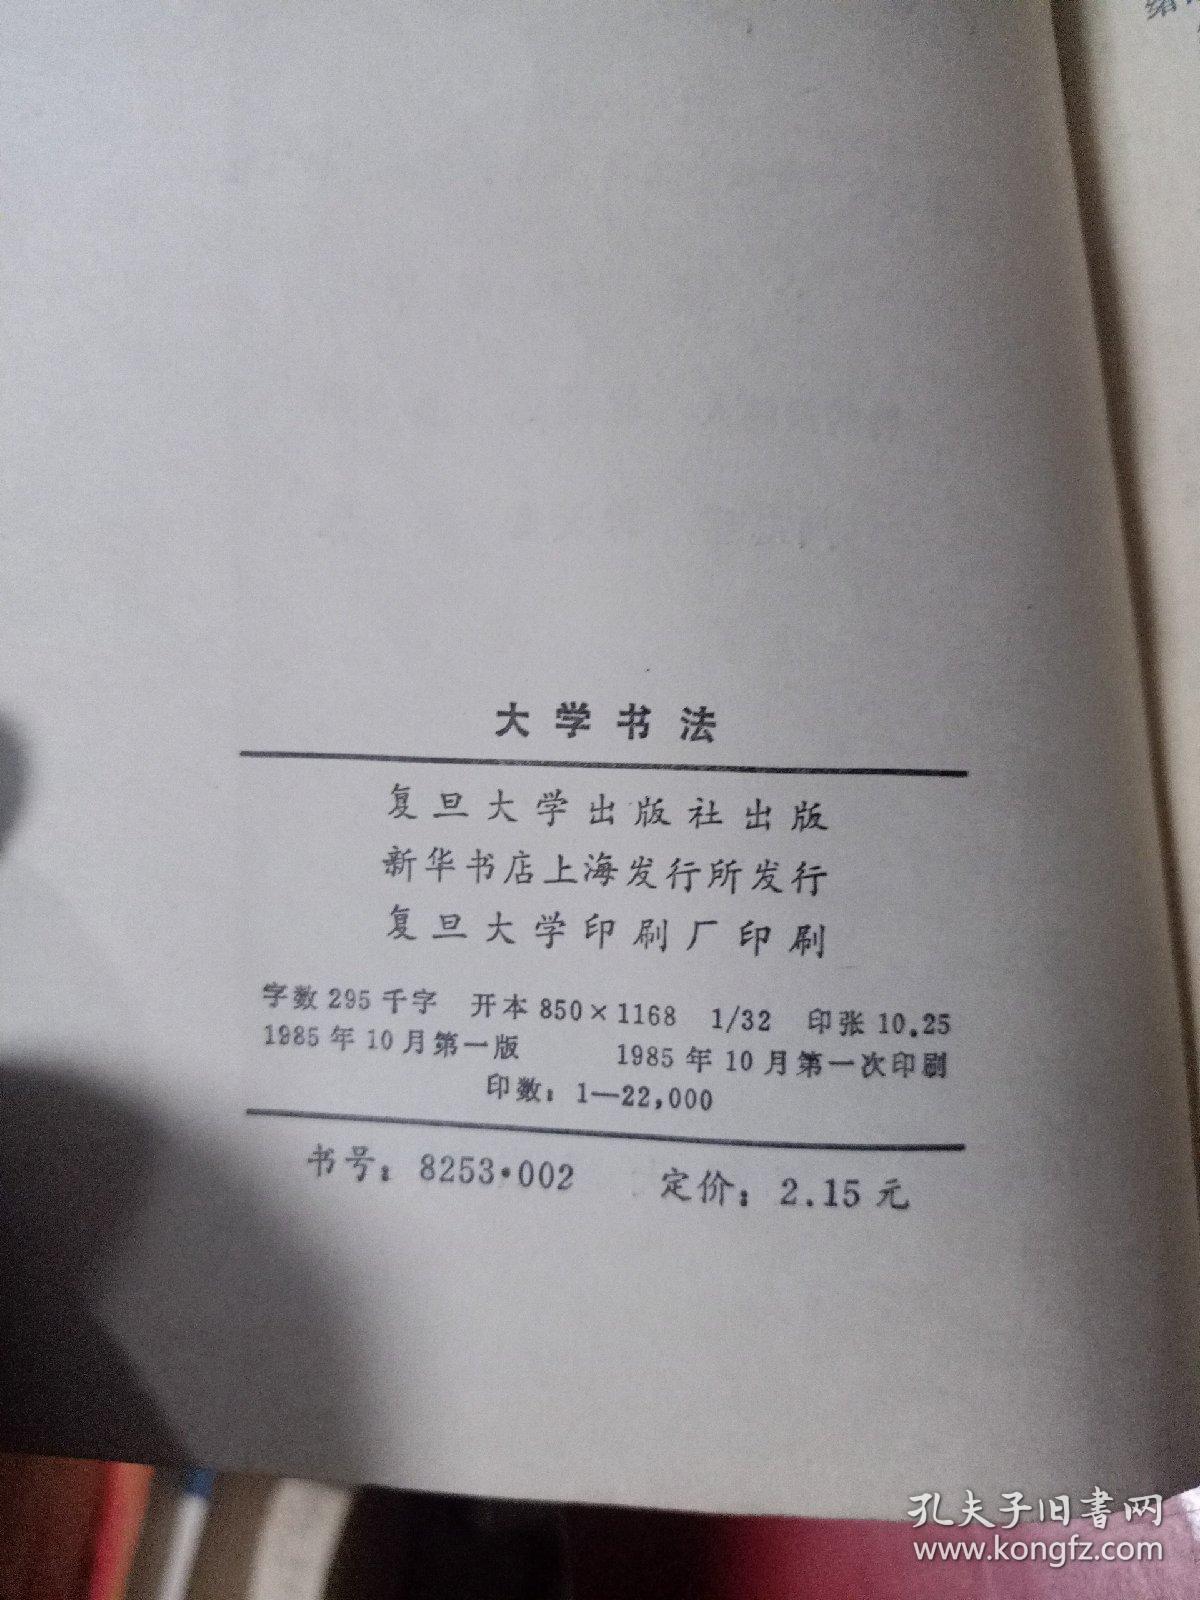 大学书法
复旦大学出版社出版
新华书店上海发行所发行
复旦大学印刷厂印刷
字数 295 千字 开本 850×1168 1/32 印张 10.25
1985 年 10 月第一版 1985 年 10 月第一次印刷
印数：1—22,000
书号：8253·002 定价：2.15 元
孔夫子旧书网
www.kongfz.com